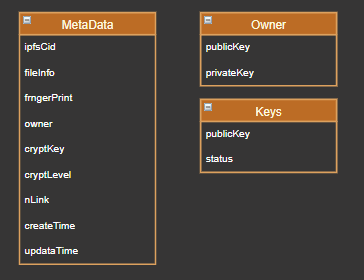 MetaData
ipfsCid
fileInfo
frngerPrint
owner
cryptKey
cryptLevel
nLink
createTime
updataTime
Owner
publicKey
privateKey
Keys
publicKey
status